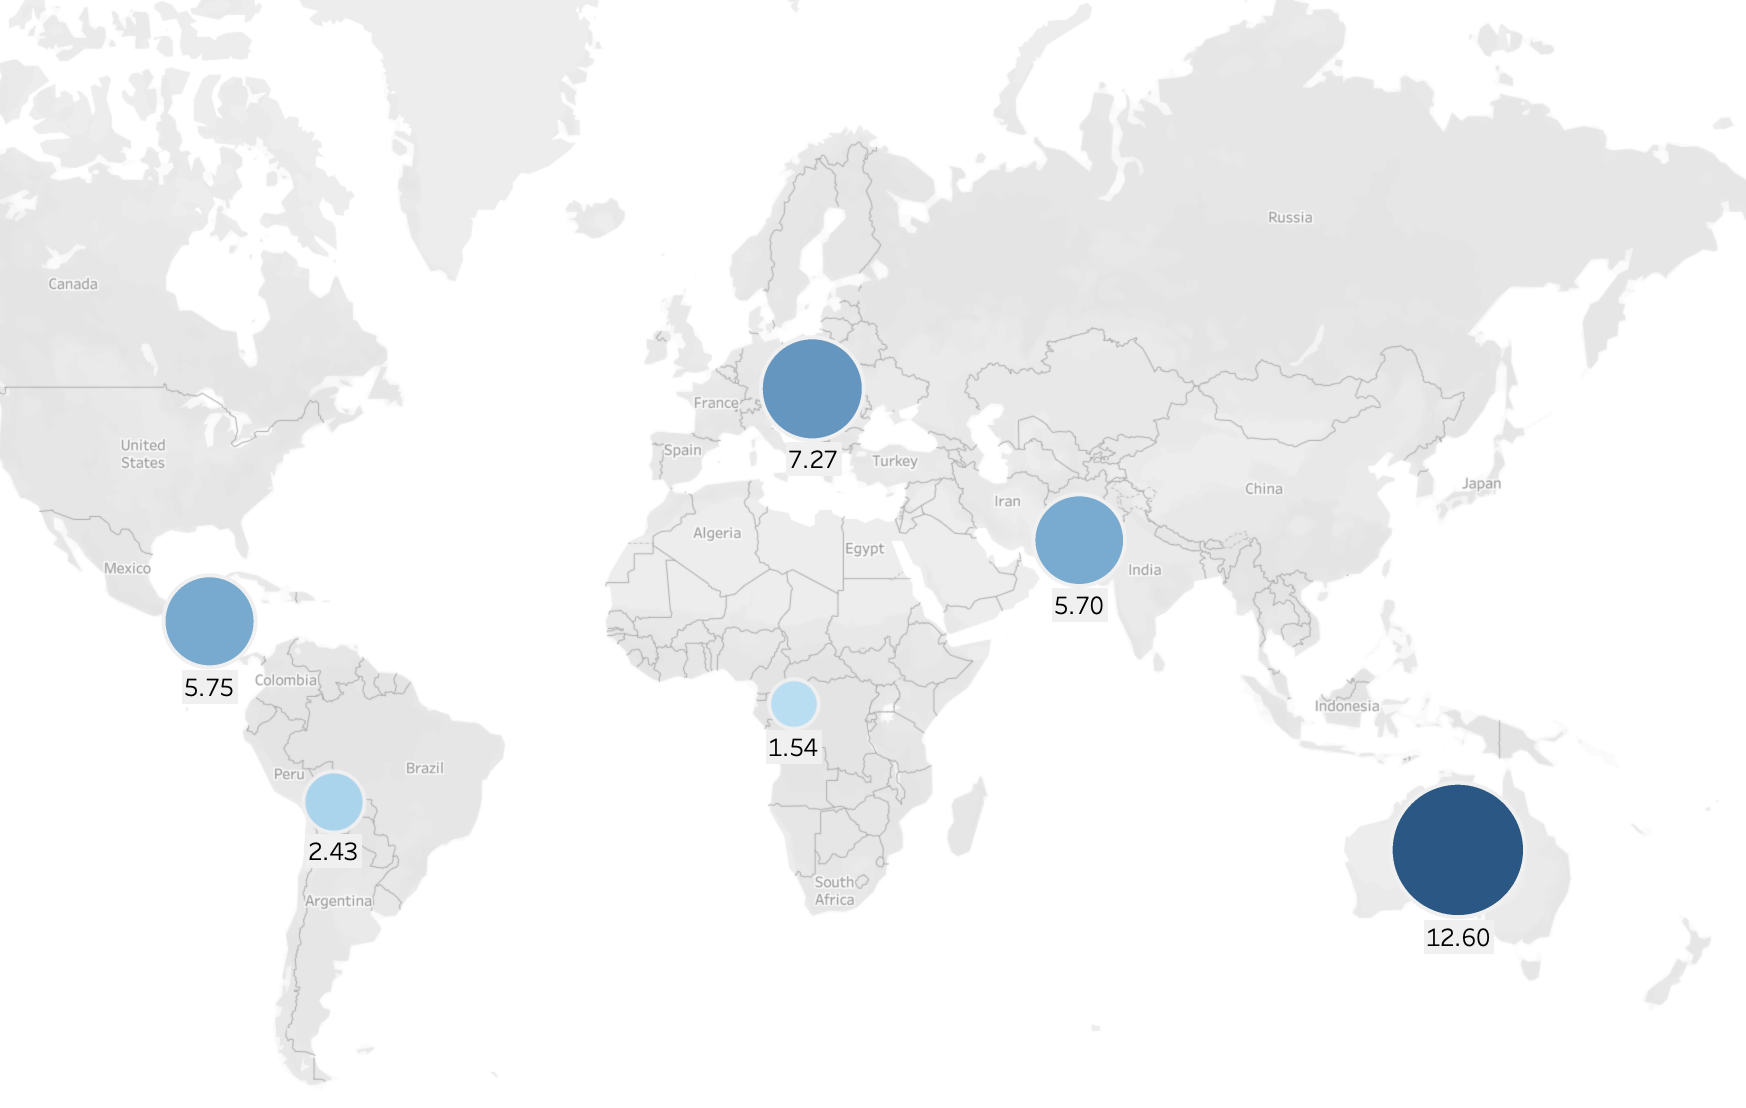 Russia
Canada
France
7.27
United
States
Spain
Turkey
China
Japan
Iran
Algeria
Egypt
Mexico
India
5.70
5.75
Colombia
Indonesia
1.54
Peru
Brazil
2.43
South
Africa
Argentina
12.60